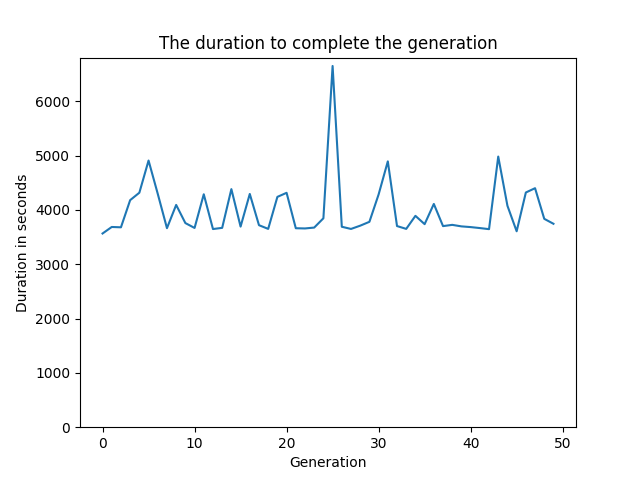 The duration to complete the generation
Duration in seconds
6000
5000
4000
3000
2000
1000
0
0 10 20 30 40 50
Generation